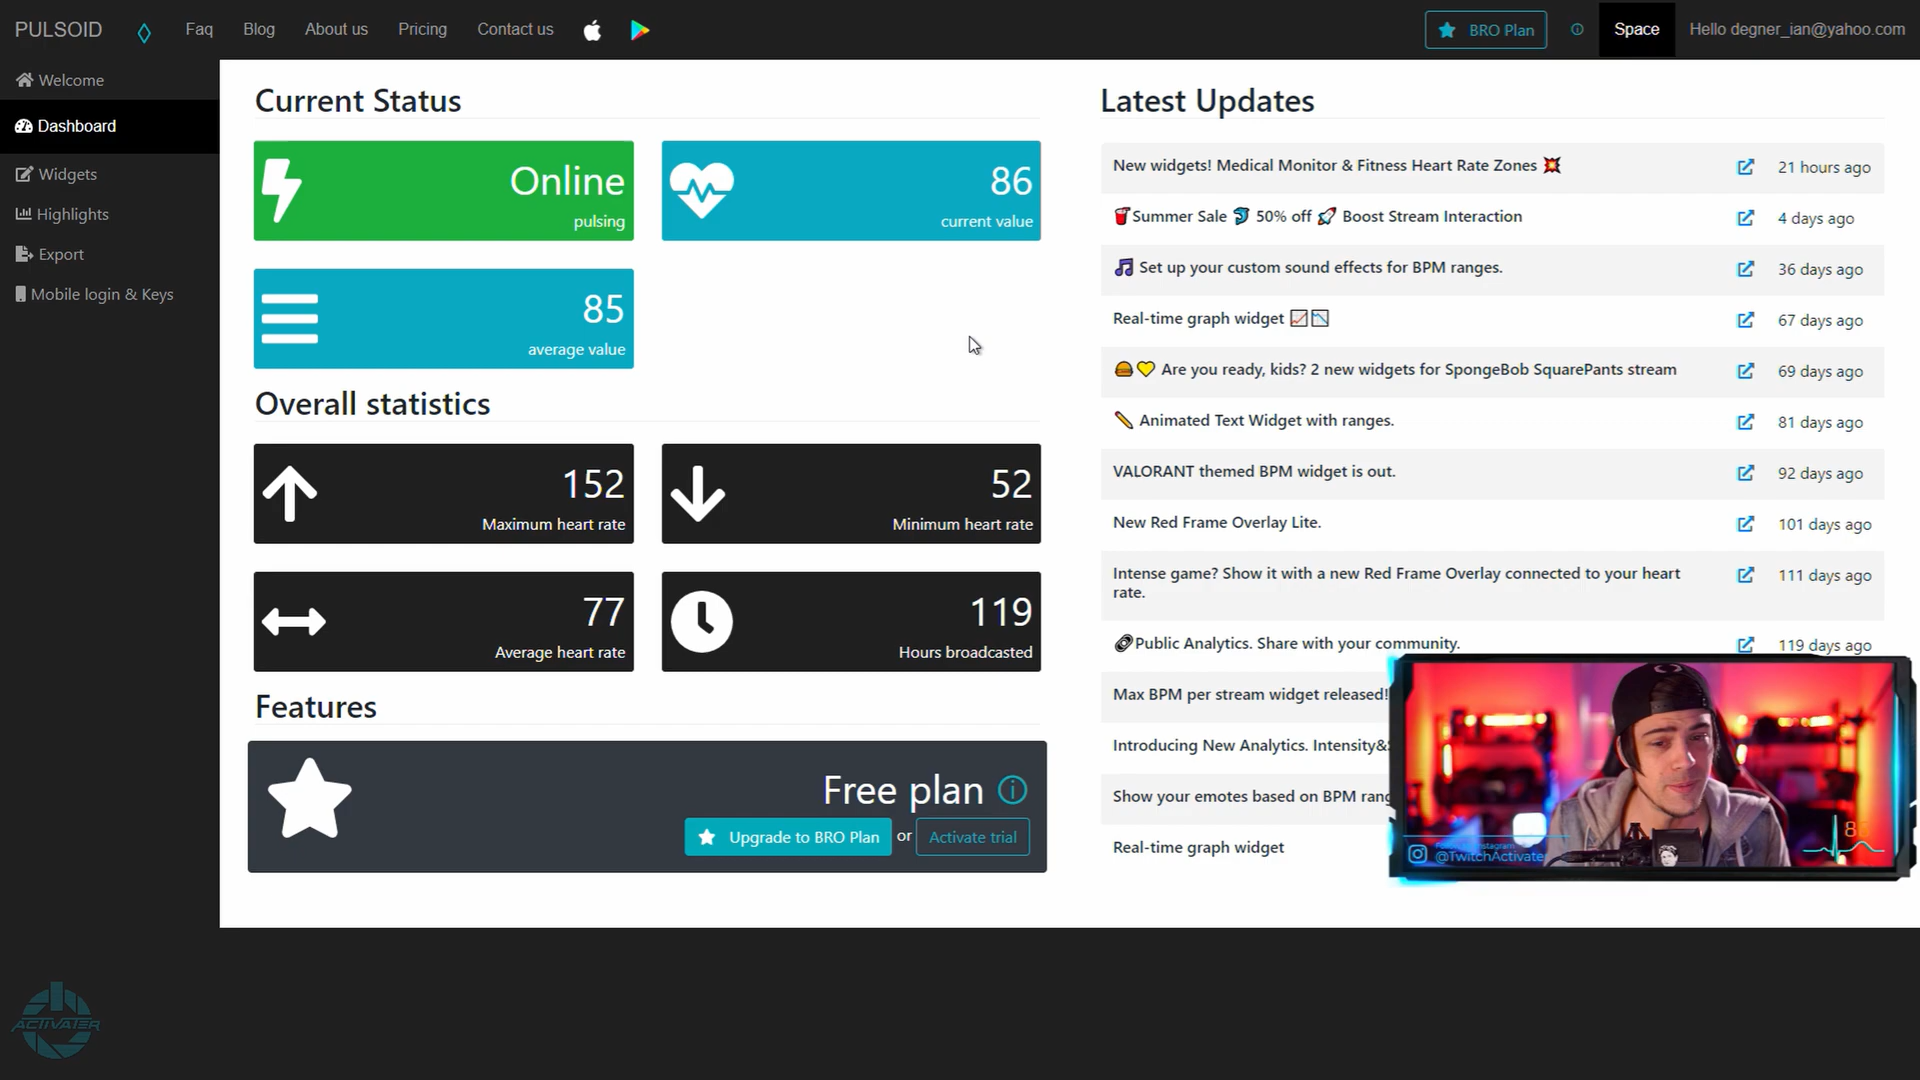 PULSOID
Faq
Blog
About us
Pricing
Contact us
BRO Plan
Space
Hello degner_ian@yahoo.com
Welcome
Dashboard
Widgets
Highlights
Export
Mobile login & Keys
Current Status
Online
pulsing
86
current value
85
average value
Overall statistics
152
Maximum heart rate
52
Minimum heart rate
77
Average heart rate
119
Hours broadcasted
Features
Free plan
Upgrade to BRO Plan or Activate trial
Latest Updates
New widgets! Medical Monitor & Fitness Heart Rate Zones 💥 21 hours ago
🥤Summer Sale 🐬 50% off 🚀 Boost Stream Interaction 4 days ago
🎵 Set up your custom sound effects for BPM ranges. 36 days ago
Real-time graph widget 📈📉 67 days ago
🍔💛 Are you ready, kids? 2 new widgets for SpongeBob SquarePants stream 69 days ago
✏️ Animated Text Widget with ranges. 81 days ago
VALORANT themed BPM widget is out. 92 days ago
New Red Frame Overlay Lite. 101 days ago
Intense game? Show it with a new Red Frame Overlay connected to your heart 111 days ago
rate.
🔗Public Analytics. Share with your community. 119 days ago
Max BPM per stream widget released!
Introducing New Analytics. Intensity&
Show your emotes based on BPM rang
Real-time graph widget
@TwitchActivate
ACTIVATER